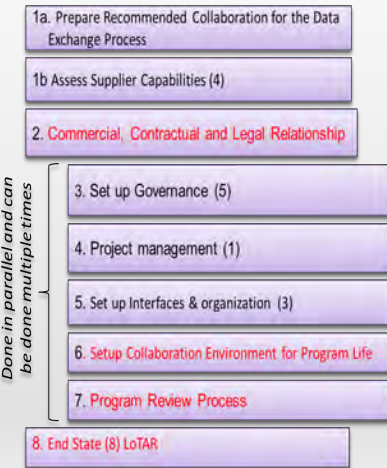 1a. Prepare Recommended Collaboration for the Data
Exchange Process
1b Assess Supplier Capabilities (4)
2. Commercial, Contractual and Legal Relationship
Done in parallel and can
be done multiple times
3. Set up Governance (5)
4. Project management (1)
5. Set up Interfaces & organization (3)
6. Setup Collaboration Environment for Program Life
7. Program Review Process
8. End State (8) LoTAR